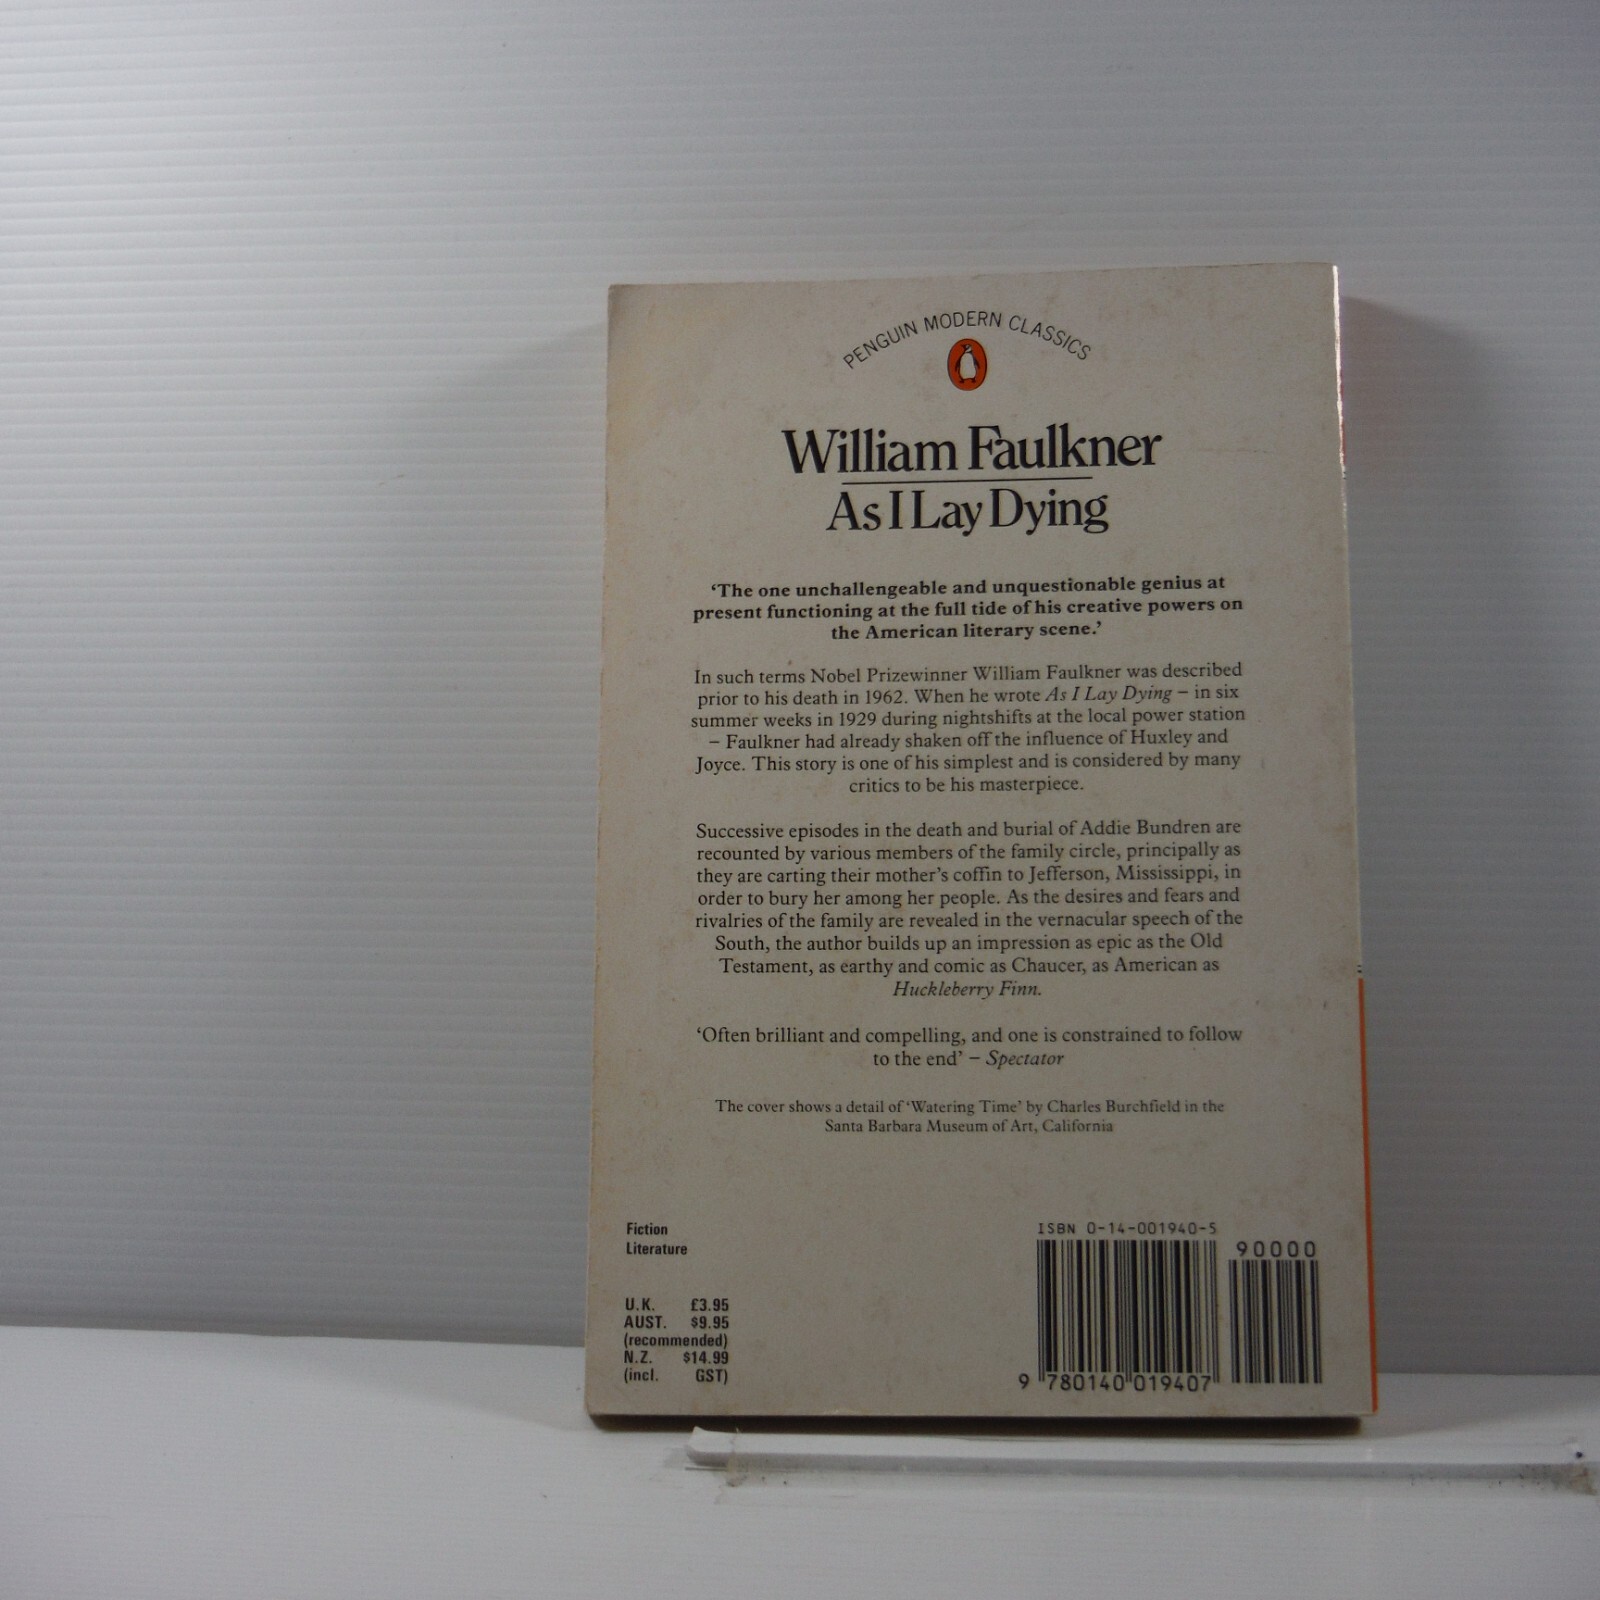 PENGUIN MODERN CLASSICS
William Faulkner
As I Lay Dying
‘The one unchallengeable and unquestionable genius at
present functioning at the full tide of his creative powers on
the American literary scene.’
In such terms Nobel Prizewinner William Faulkner was described
prior to his death in 1962. When he wrote As I Lay Dying – in six
summer weeks in 1929 during nightshifts at the local power station
– Faulkner had already shaken off the influence of Huxley and
Joyce. This story is one of his simplest and is considered by many
critics to be his masterpiece.
Successive episodes in the death and burial of Addie Bundren are
recounted by various members of the family circle, principally as
they are carting their mother’s coffin to Jefferson, Mississippi, in
order to bury her among her people. As the desires and fears and
rivalries of the family are revealed in the vernacular speech of the
South, the author builds up an impression as epic as the Old
Testament, as earthy and comic as Chaucer, as American as
Huckleberry Finn.
‘Often brilliant and compelling, and one is constrained to follow
to the end’ – Spectator
The cover shows a detail of ‘Watering Time’ by Charles Burchfield in the
Santa Barbara Museum of Art, California
Fiction
Literature
U.K. £3.95
AUST. $9.95
(recommended)
N.Z. $14.99
(incl. GST)
ISBN 0-14-001940-5
90000
9 780140 019407